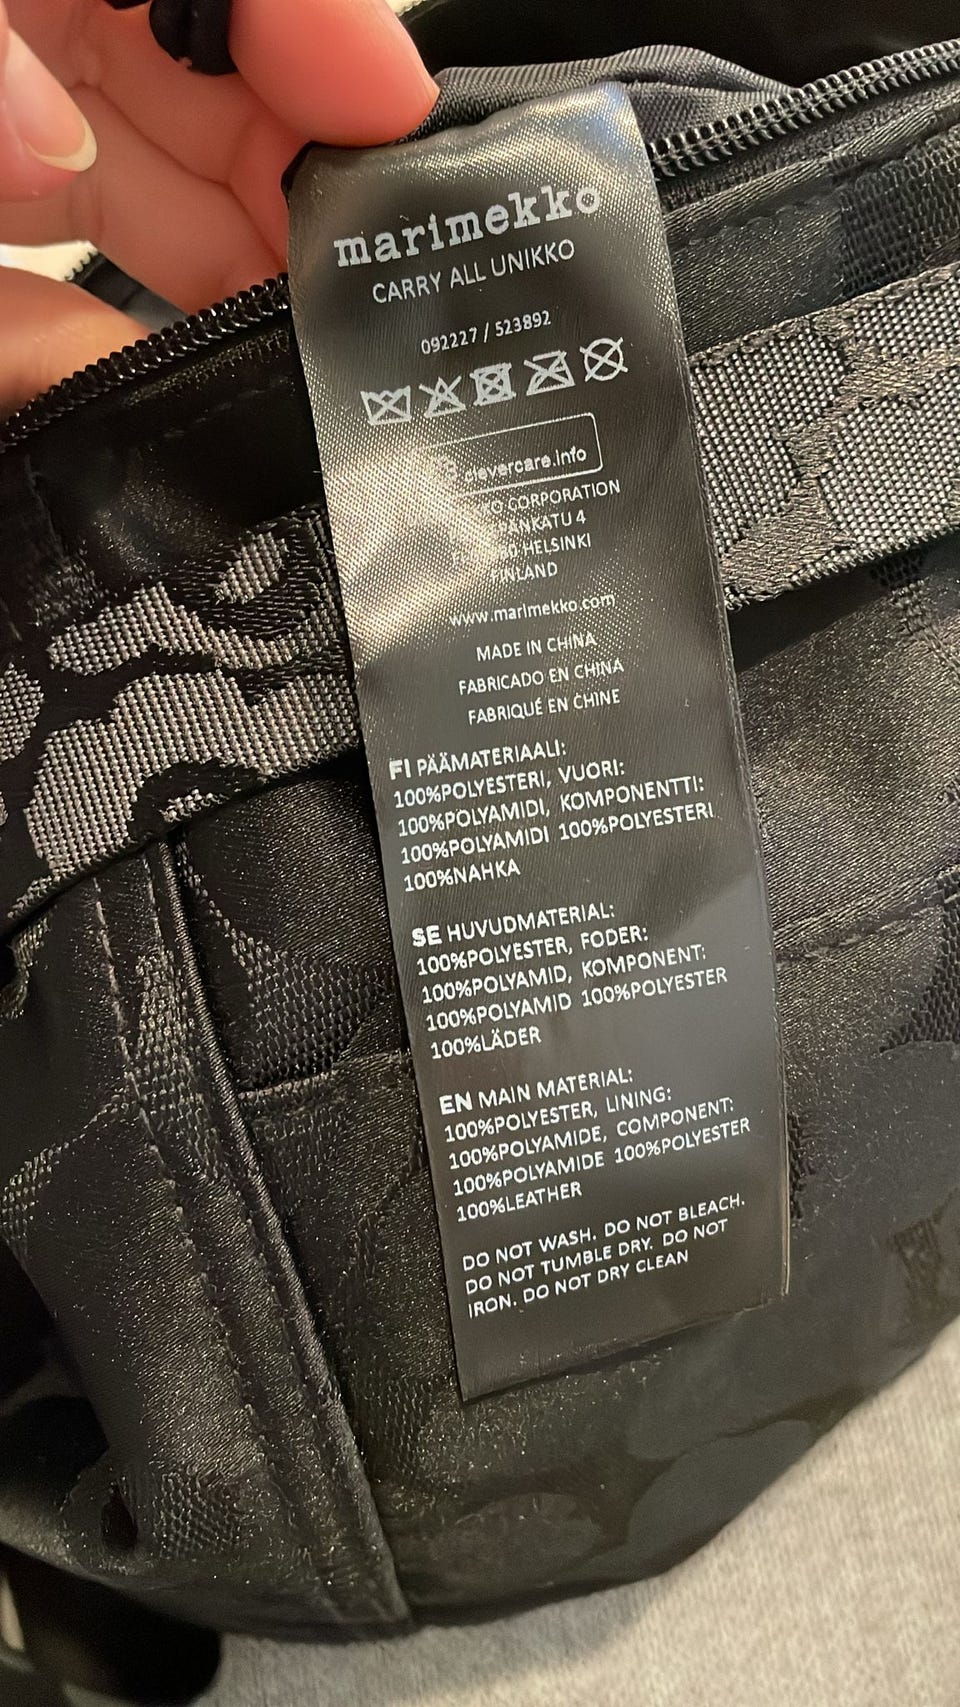 marimekko
CARRY ALL UNIKKO
092227 / 523892
clevercare.info
CORPORATION
4
HELSINKI
FINLAND
www.marimekko.com
MADE IN CHINA
FABRICADO EN CHINA
FABRIQUÉ EN CHINE
FI PÄÄMATERIAALI:
100%POLYESTERI, VUORI:
100%POLYAMIDI, KOMPONENTTI:
100%POLYAMIDI 100%POLYESTERI
100%NAHKA
SE HUVUDMATERIAL:
100%POLYESTER, FODER:
100%POLYAMID, KOMPONENT:
100%POLYAMID 100%POLYESTER
100%LÄDER
EN MAIN MATERIAL:
100%POLYESTER, LINING:
100%POLYAMIDE, COMPONENT:
100%POLYAMIDE 100%POLYESTER
100%LEATHER
DO NOT WASH. DO NOT BLEACH.
DO NOT TUMBLE DRY. DO NOT
IRON. DO NOT DRY CLEAN